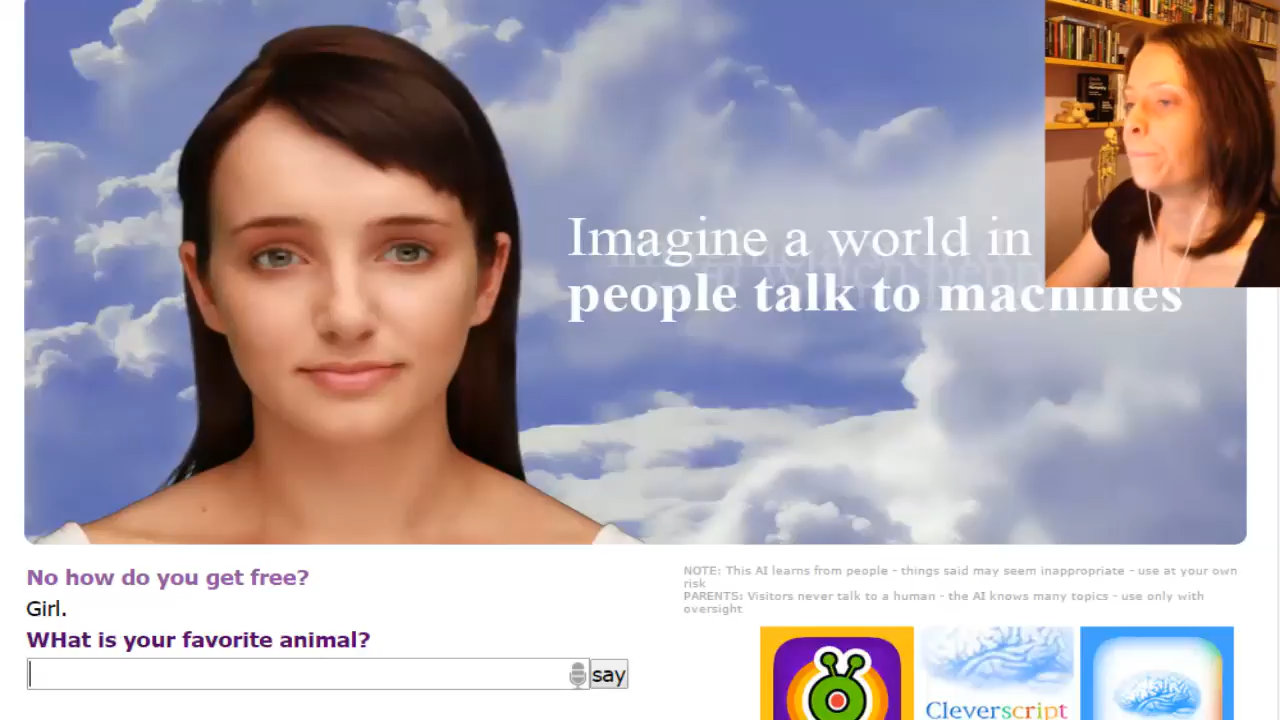 Imagine a world in
people talk to machines
No how do you get free?
Girl.
WHat is your favorite animal?
say
NOTE: This AI learns from people - things said may seem inappropriate - use at your own
risk
PARENTS: Visitors never talk to a human - the AI knows many topics - use only with
oversight
Cleverscript